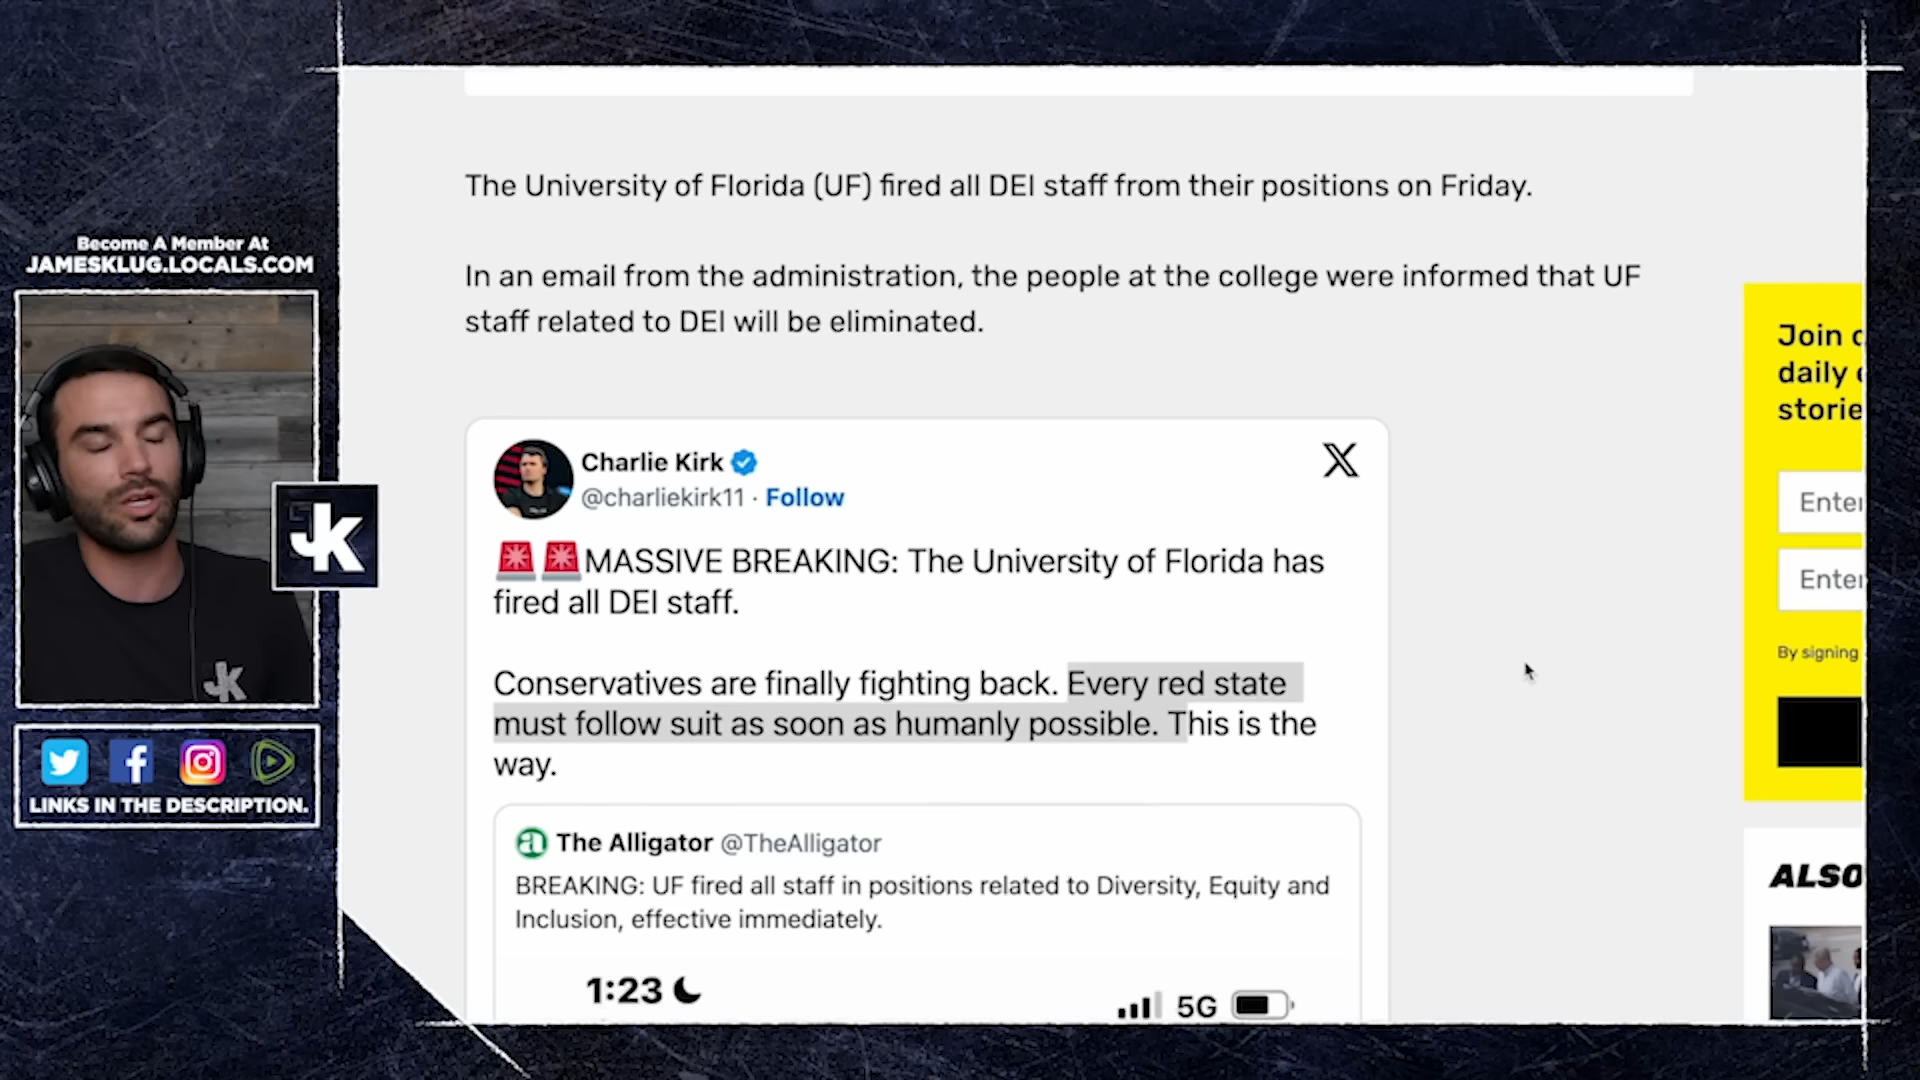 Become A Member At
JAMESKLUG.LOCALS.COM
JK
JK
LINKS IN THE DESCRIPTION.
The University of Florida (UF) fired all DEI staff from their positions on Friday.
In an email from the administration, the people at the college were informed that UF
staff related to DEI will be eliminated.
Charlie Kirk
@charliekirk11 · Follow
X
🚨🚨MASSIVE BREAKING: The University of Florida has
fired all DEI staff.
Conservatives are finally fighting back. Every red state
must follow suit as soon as humanly possible. This is the
way.
a The Alligator @TheAlligator
BREAKING: UF fired all staff in positions related to Diversity, Equity and
Inclusion, effective immediately.
1:23
5G
Join
daily
By signing
ALSO